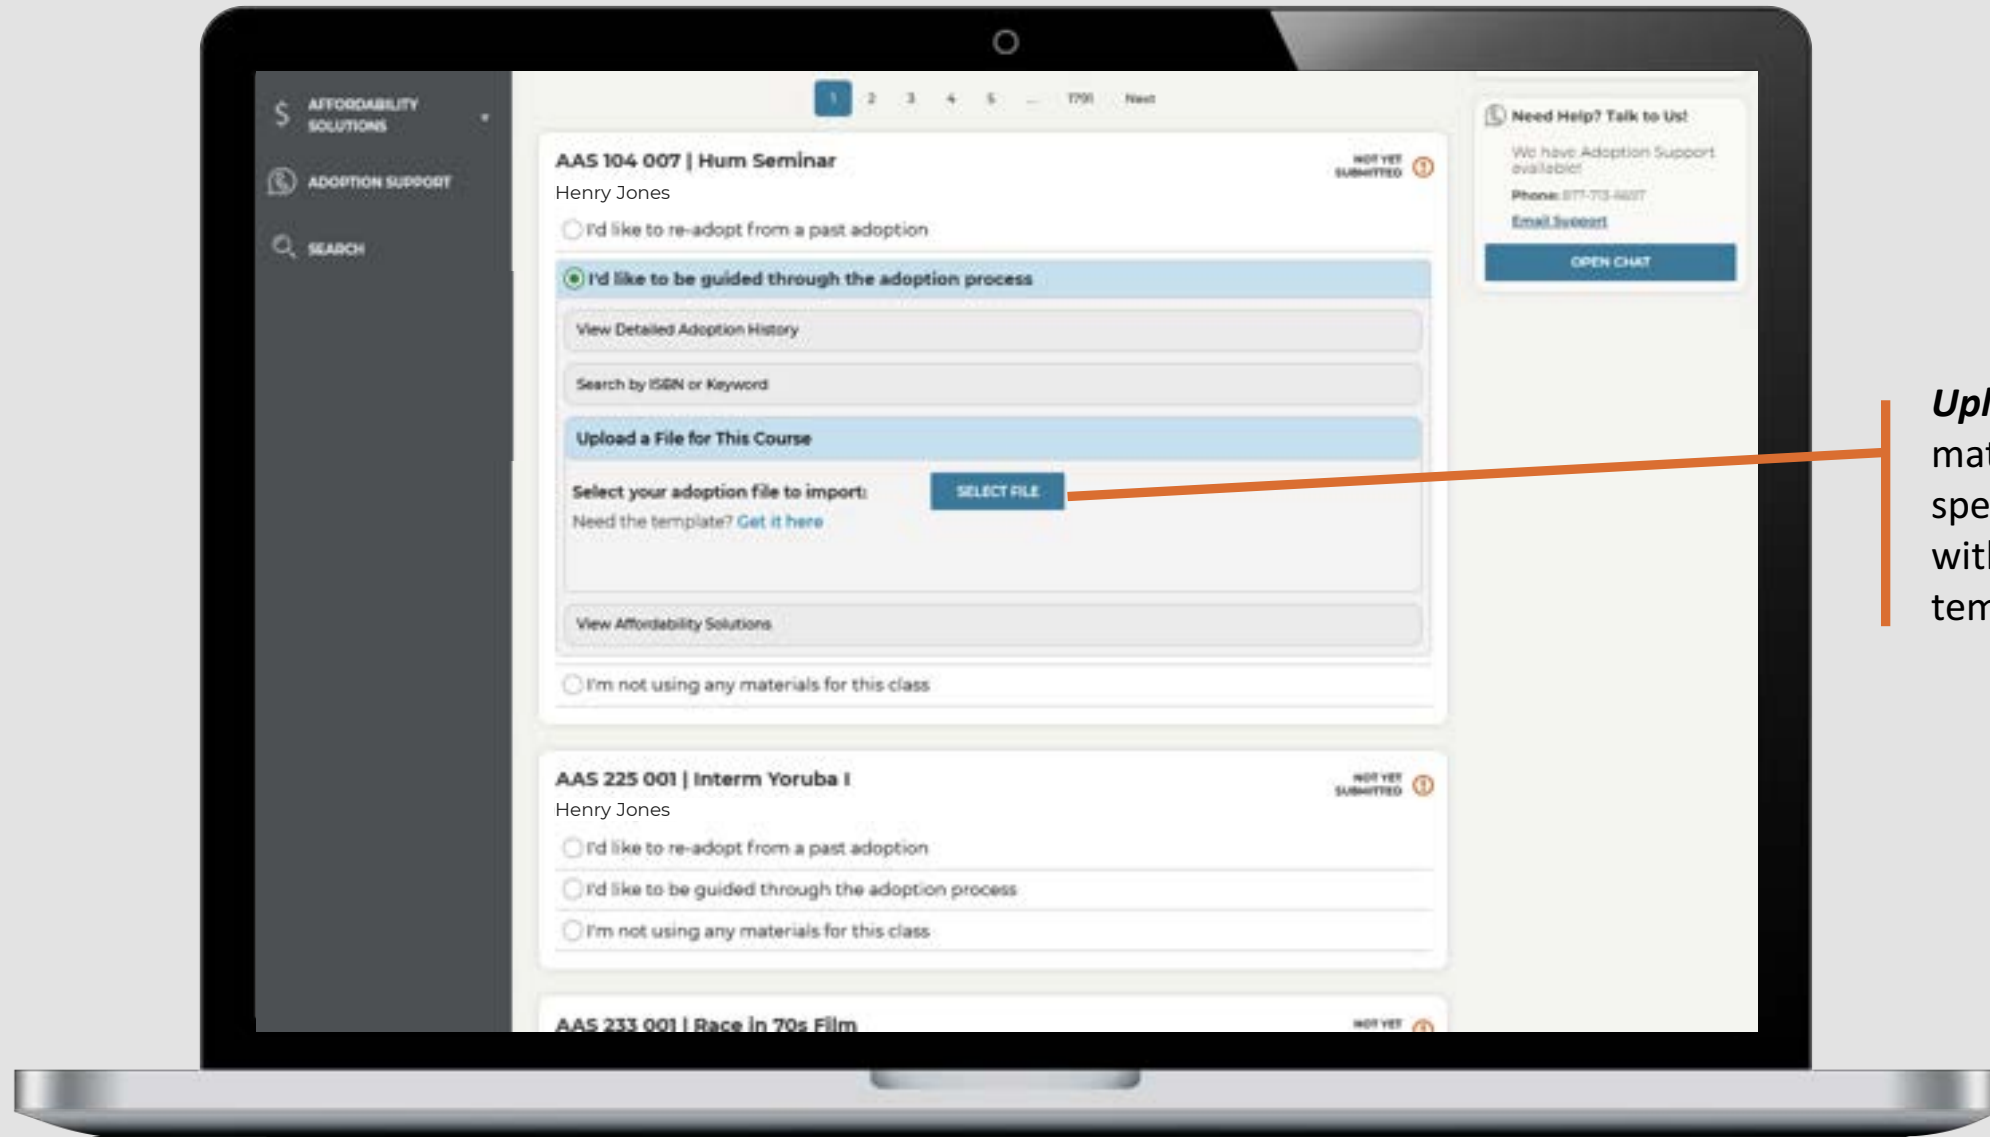 $ AFFORDABILITY
SOLUTIONS
ADOPTION SUPPORT
SEARCH
1 2 3 4 5 ... 1791 Next
AAS 104 007 | Hum Seminar
NOT YET
SUBMITTED
Henry Jones
I'd like to re-adopt from a past adoption
I'd like to be guided through the adoption process
View Detailed Adoption History
Search by ISBN or Keyword
Upload a File for This Course
Select your adoption file to import:
SELECT FILE
Need the template? Get it here
View Affordability Solutions
I'm not using any materials for this class
AAS 225 001 | Interm Yoruba I
NOT YET
SUBMITTED
Henry Jones
I'd like to re-adopt from a past adoption
I'd like to be guided through the adoption process
I'm not using any materials for this class
AAS 233 001 | Race in 70s Film
NOT YET
Need Help? Talk to Us!
We have Adoption Support
available!
Phone:
Email Support
OPEN CHAT
Upl
mat
spe
with
tem